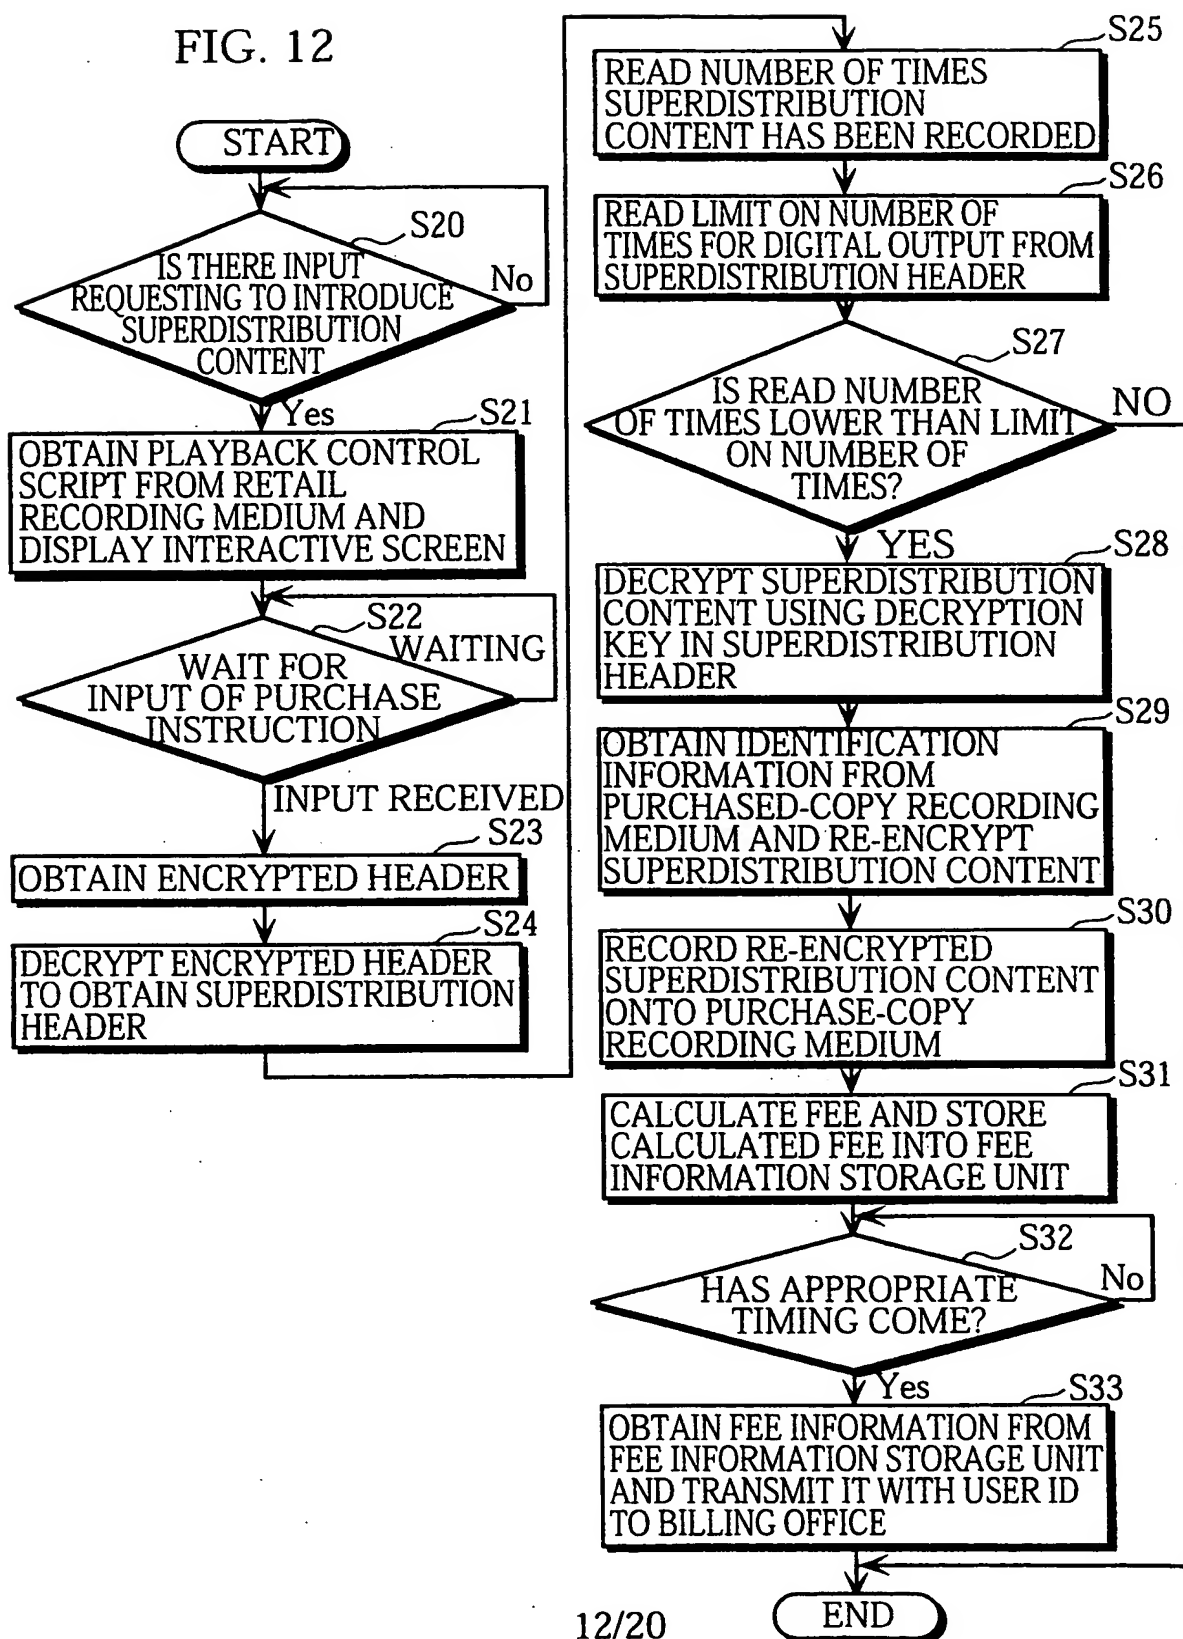 FIG. 12
START
S20
IS THERE INPUT
REQUESTING TO INTRODUCE
SUPERDISTRIBUTION
CONTENT
No
Yes
S21
OBTAIN PLAYBACK CONTROL
SCRIPT FROM RETAIL
RECORDING MEDIUM AND
DISPLAY INTERACTIVE SCREEN
S22
WAITING
WAIT FOR
INPUT OF PURCHASE
INSTRUCTION
INPUT RECEIVED
S23
OBTAIN ENCRYPTED HEADER
S24
DECRYPT ENCRYPTED HEADER
TO OBTAIN SUPERDISTRIBUTION
HEADER
S25
READ NUMBER OF TIMES
SUPERDISTRIBUTION
CONTENT HAS BEEN RECORDED
S26
READ LIMIT ON NUMBER OF
TIMES FOR DIGITAL OUTPUT FROM
SUPERDISTRIBUTION HEADER
S27
IS READ NUMBER
OF TIMES LOWER THAN LIMIT
ON NUMBER OF
TIMES?
NO
YES
S28
DECRYPT SUPERDISTRIBUTION
CONTENT USING DECRYPTION
KEY IN SUPERDISTRIBUTION
HEADER
S29
OBTAIN IDENTIFICATION
INFORMATION FROM
PURCHASED-COPY RECORDING
MEDIUM AND RE-ENCRYPT
SUPERDISTRIBUTION CONTENT
S30
RECORD RE-ENCRYPTED
SUPERDISTRIBUTION CONTENT
ONTO PURCHASE-COPY
RECORDING MEDIUM
S31
CALCULATE FEE AND STORE
CALCULATED FEE INTO FEE
INFORMATION STORAGE UNIT
S32
HAS APPROPRIATE
TIMING COME?
No
Yes
S33
OBTAIN FEE INFORMATION FROM
FEE INFORMATION STORAGE UNIT
AND TRANSMIT IT WITH USER ID
TO BILLING OFFICE
END
12/20